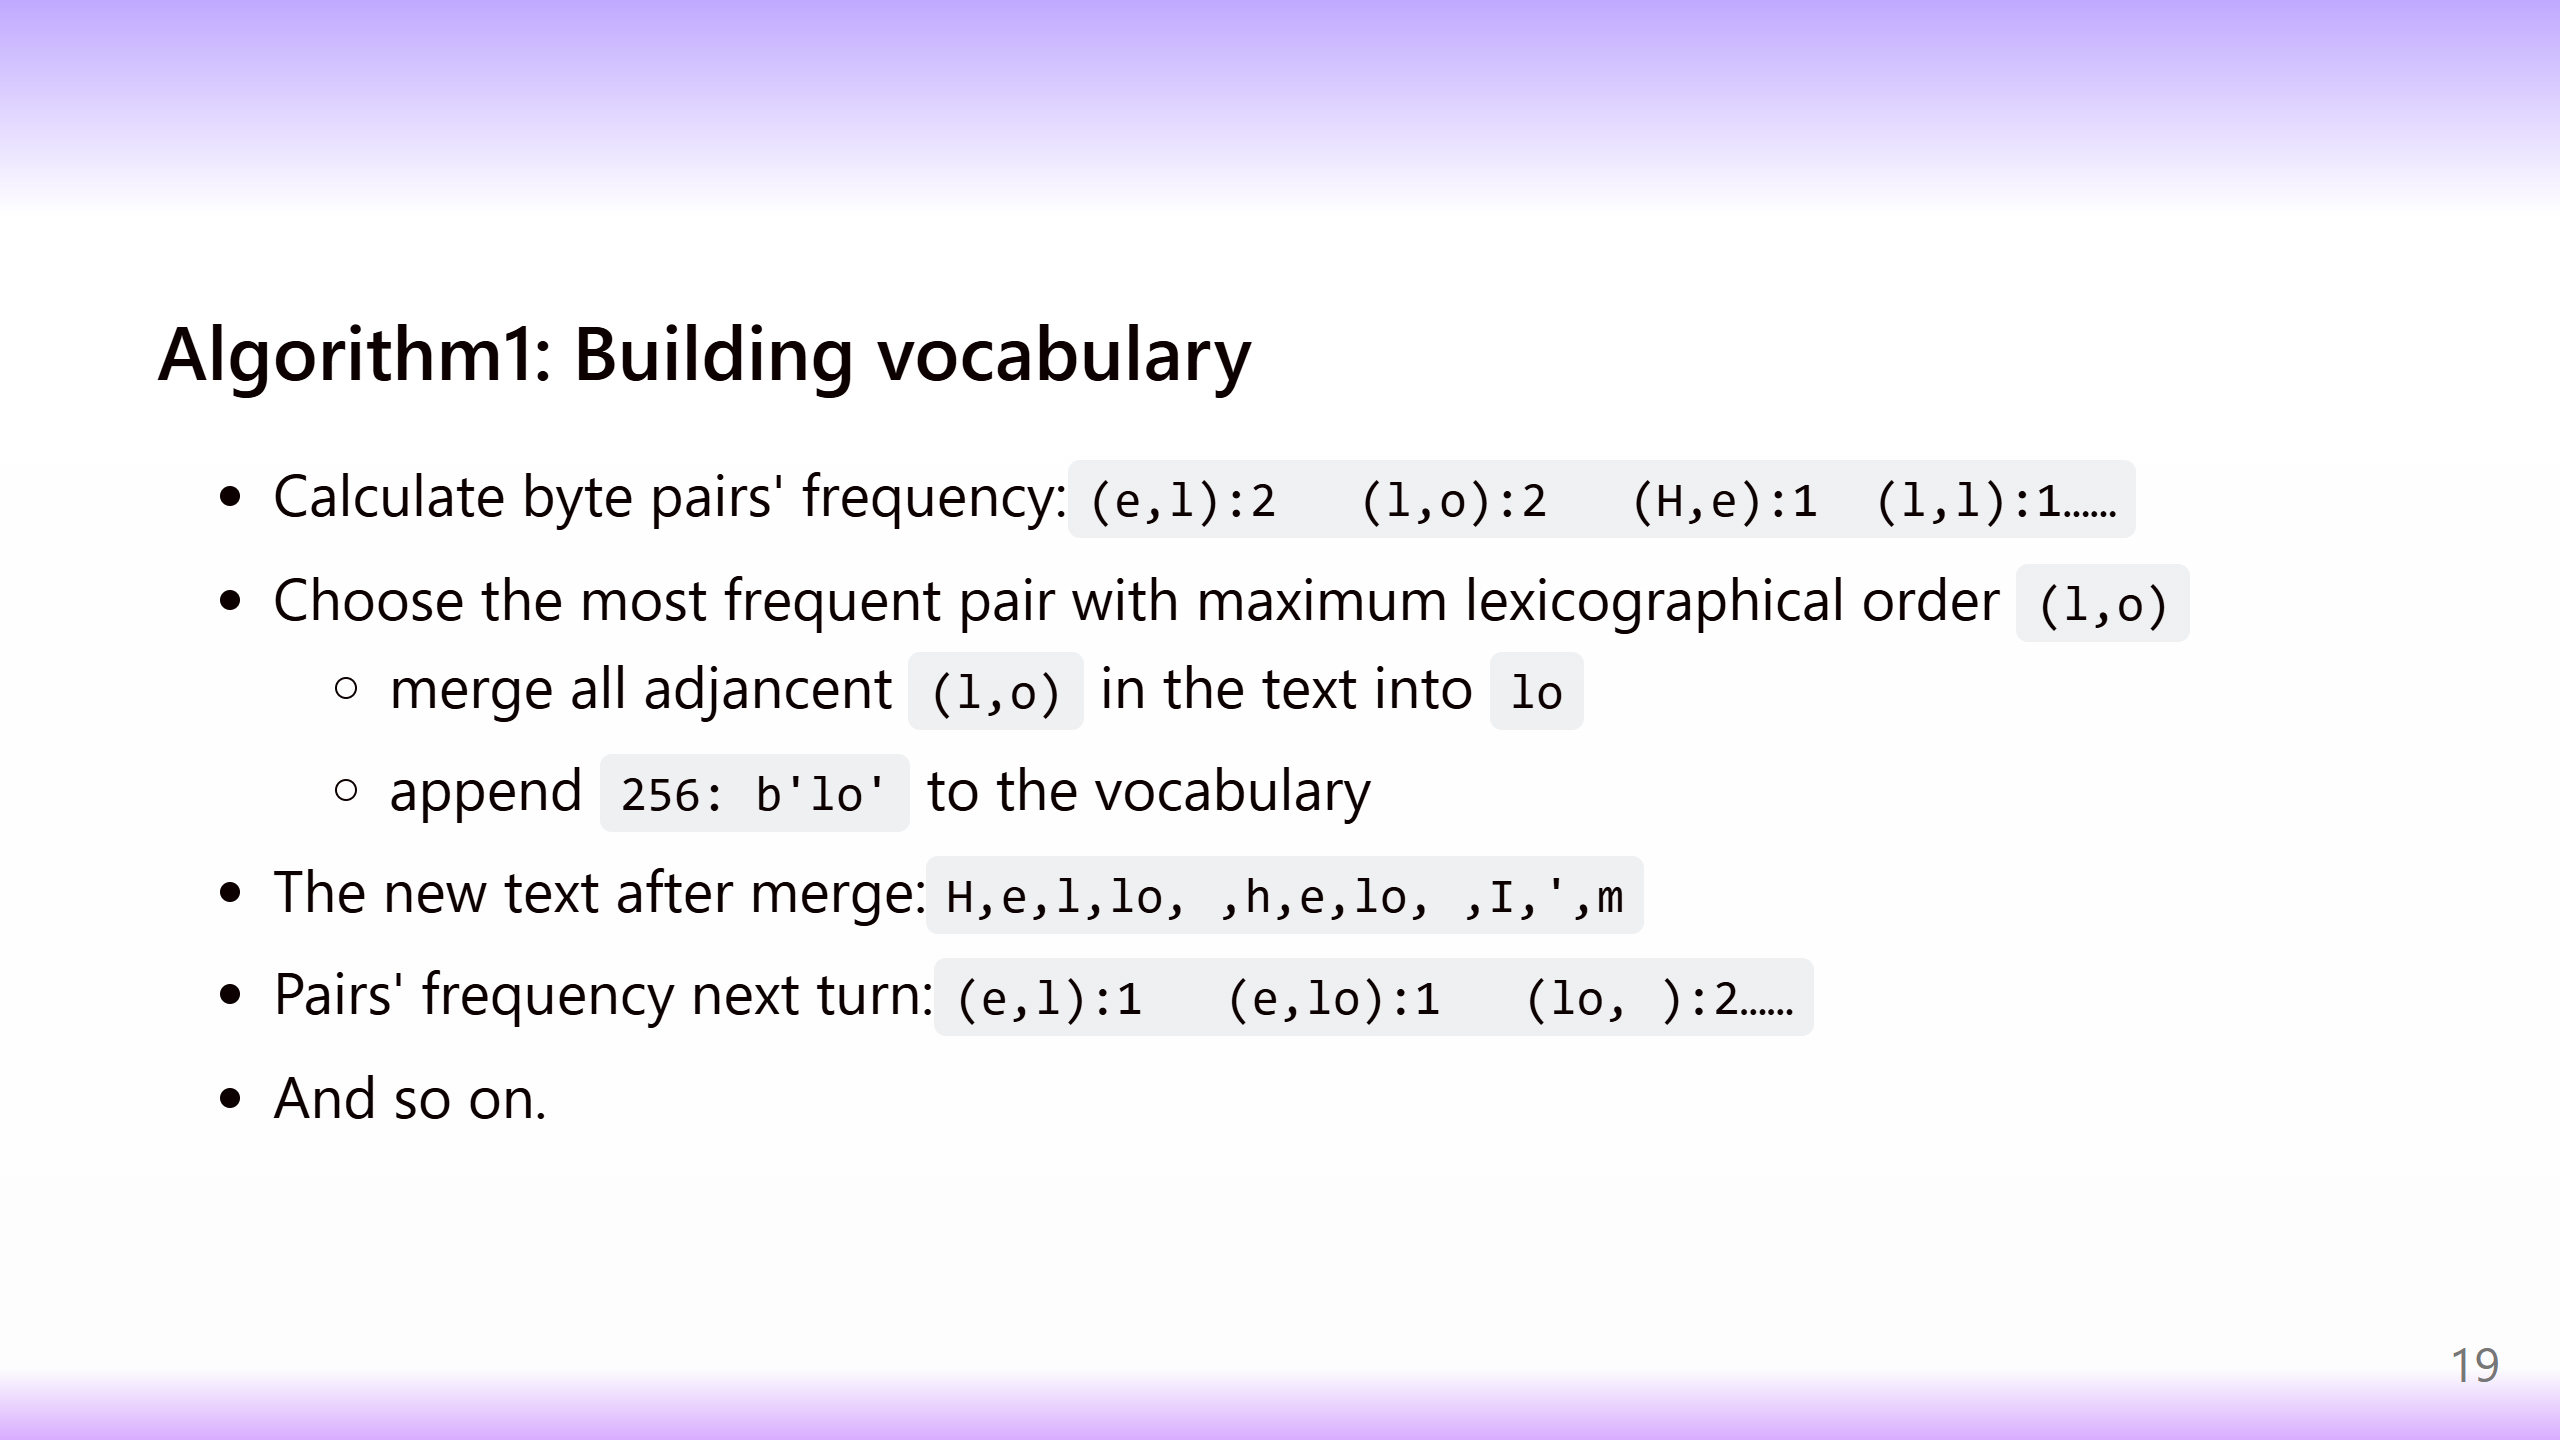 Algorithm1: Building vocabulary
• Calculate byte pairs' frequency: (e,l):2   (l,o):2   (H,e):1  (l,l):1……
• Choose the most frequent pair with maximum lexicographical order (l,o)
○ merge all adjancent (l,o) in the text into lo
○ append 256: b'lo' to the vocabulary
• The new text after merge: H,e,l,lo, ,h,e,lo, ,I,',m
• Pairs' frequency next turn: (e,l):1   (e,lo):1   (lo, ):2……
• And so on.
19